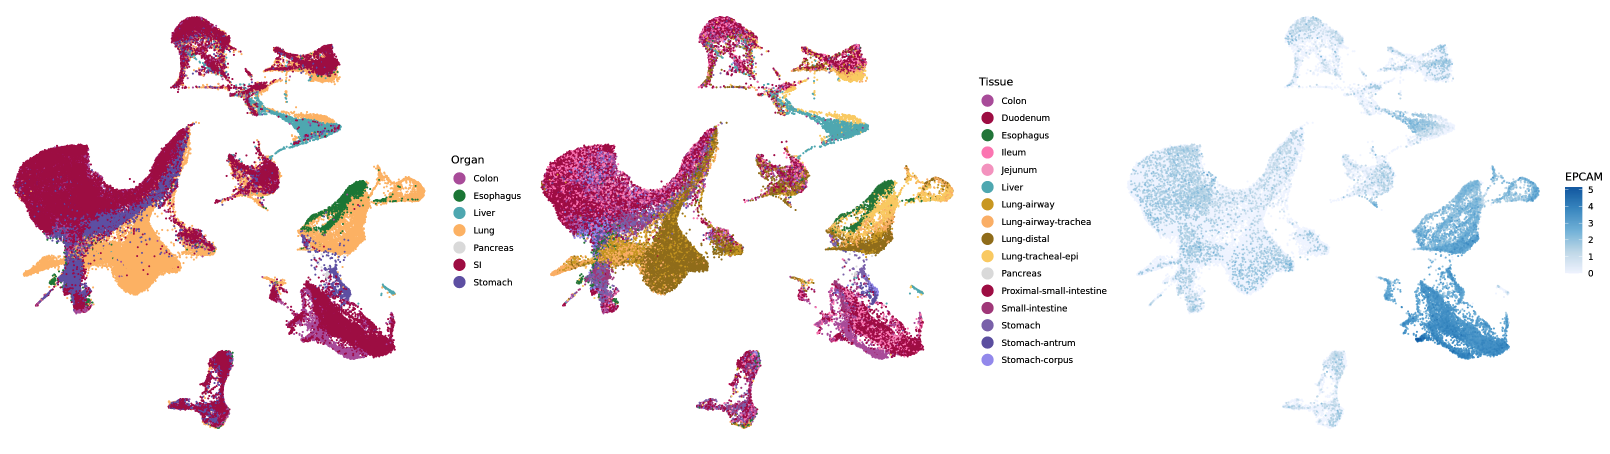 Organ
Colon
Esophagus
Liver
Lung
Pancreas
SI
Stomach
Tissue
Colon
Duodenum
Esophagus
Ileum
Jejunum
Liver
Lung-airway
Lung-airway-trachea
Lung-distal
Lung-tracheal-epi
Pancreas
Proximal-small-intestine
Small-intestine
Stomach
Stomach-antrum
Stomach-corpus
EPCAM
5
4
3
2
1
0